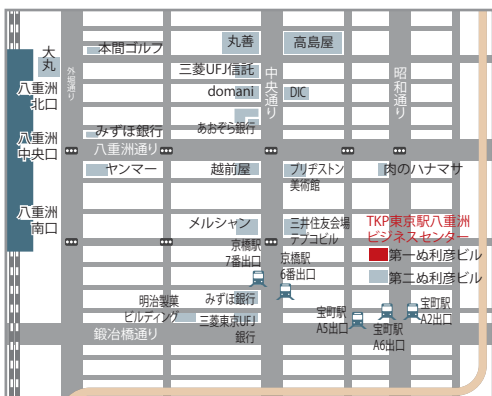 大丸
外堀通り
本間ゴルフ
丸善
高島屋
中央通り
昭和通り
三菱UFJ信託
八重洲
北口
domani
DIC
あおぞら銀行
みずほ銀行
八重洲
中央口
八重洲通り
ヤンマー
越前屋
ブリヂストン
美術館
肉のハナマサ
八重洲
南口
メルシャン
三井住友会場
テプコビル
TKP東京駅八重洲
ビジネスセンター
京橋駅
7番出口
京橋駅
6番出口
第一ぬ利彦ビル
第二ぬ利彦ビル
明治製菓
ビルディング
みずほ銀行
三菱東京UFJ
銀行
宝町駅
A5出口
宝町駅
A6出口
宝町駅
A2出口
鍛冶橋通り